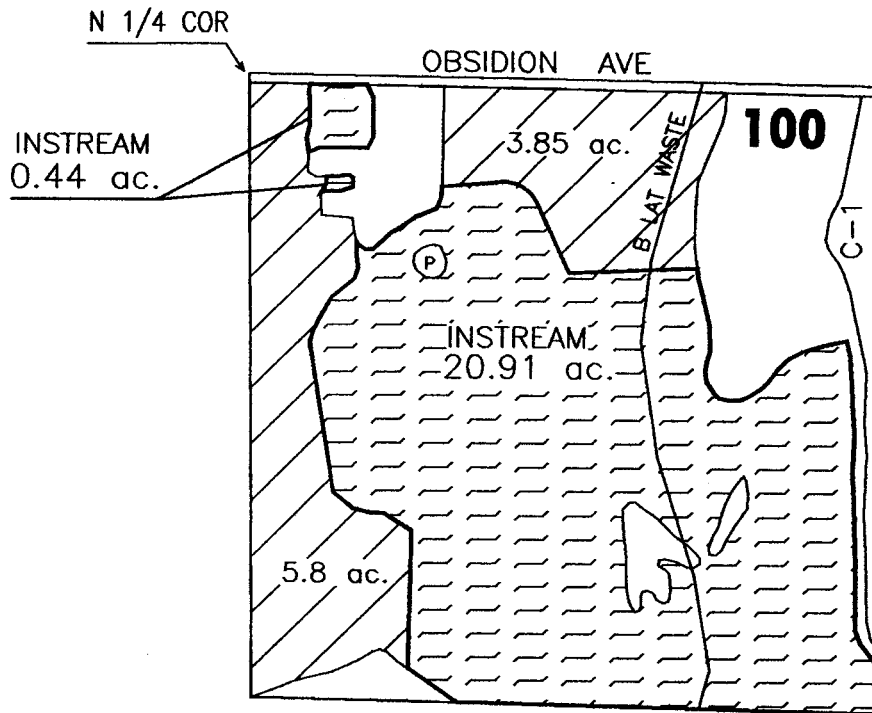 N 1/4 COR
OBSIDION AVE
100
INSTREAM
0.44 ac.
3.85 ac.
B LAT WASTE
C-1
P
INSTREAM
20.91 ac.
5.8 ac.